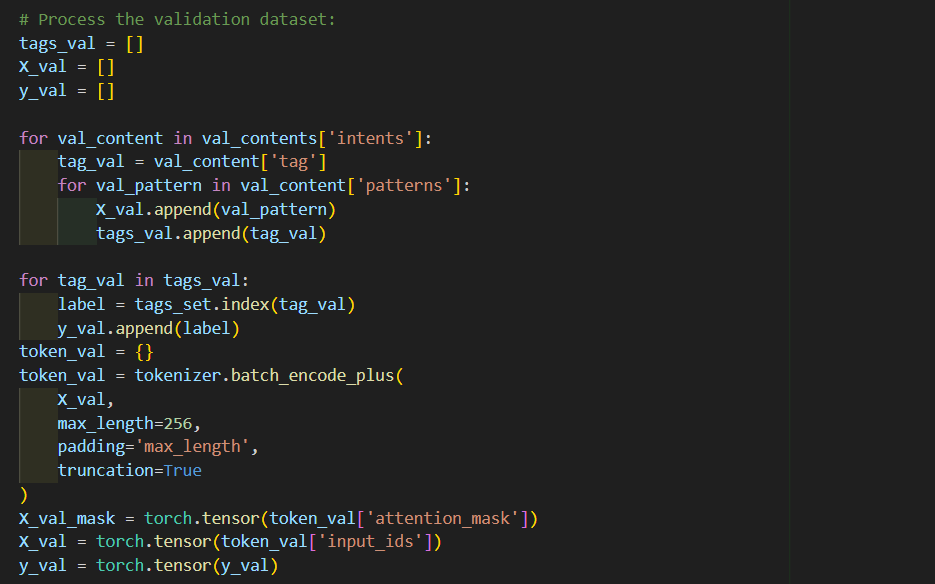 # Process the validation dataset:
tags_val = []
X_val = []
y_val = []

for val_content in val_contents['intents']:
    tag_val = val_content['tag']
    for val_pattern in val_content['patterns']:
        X_val.append(val_pattern)
        tags_val.append(tag_val)

for tag_val in tags_val:
    label = tags_set.index(tag_val)
    y_val.append(label)
token_val = {}
token_val = tokenizer.batch_encode_plus(
    X_val,
    max_length=256,
    padding='max_length',
    truncation=True
)
X_val_mask = torch.tensor(token_val['attention_mask'])
X_val = torch.tensor(token_val['input_ids'])
y_val = torch.tensor(y_val)